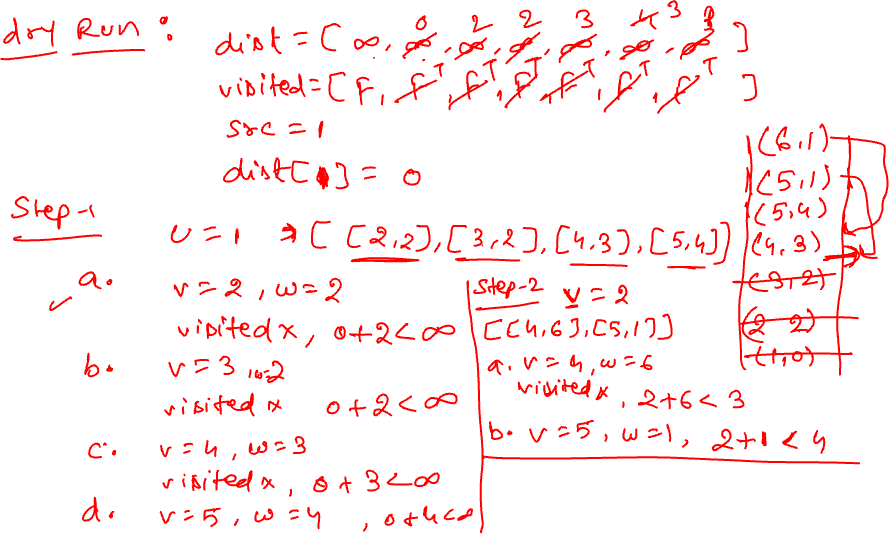 dry Run :
dist = [ ∞, ∞, ∞, ∞, ∞, ∞, ∞ ]
0 2 2 3 4 3
visited = [ F, F, F, F, F, F, F ]
T T T T T T
src = 1
dist[1] = 0
Step-1
U = 1 → [ [2,2], [3,2], [4,3], [5,4] ]
a. v = 2, w = 2
visited x, 0+2 < ∞
b. v = 3, w=2
visited x 0+2 < ∞
c. v = 4, w = 3
visited x, 0+3 < ∞
d. v = 5, w = 4, 0+4 < ∞
Step-2 v = 2
[[4,6], [5,1]]
a. v = 4, w = 6
visited x, 2+6 < 3
b. v = 5, w = 1, 2+1 < 4
(6,1)
(5,1)
(5,4)
(4,3)
(3,2)
(2 2)
(1,0)